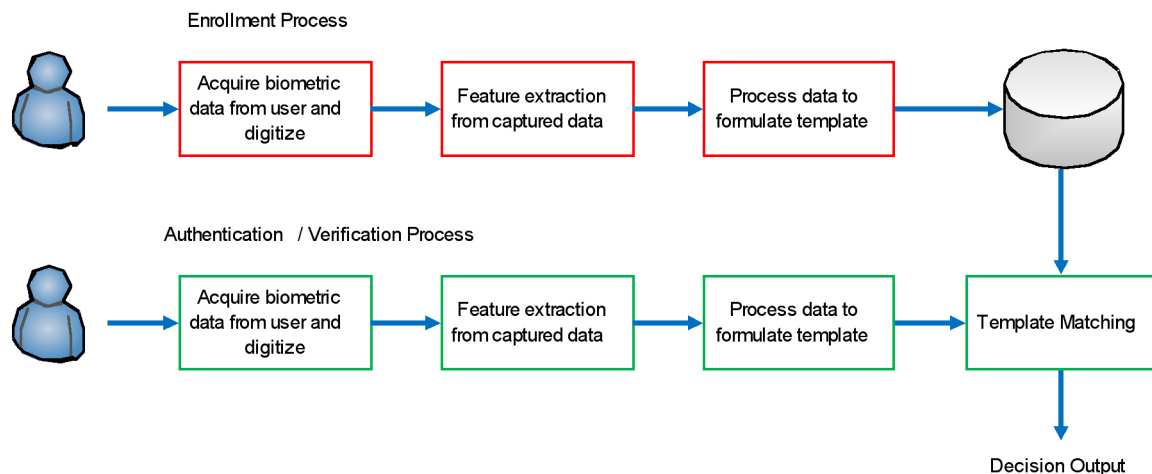 Enrollment Process
Acquire biometric
data from user and
digitize
Feature extraction
from captured data
Process data to
formulate template
Authentication / Verification Process
Acquire biometric
data from user and
digitize
Feature extraction
from captured data
Process data to
formulate template
Template Matching
Decision Output